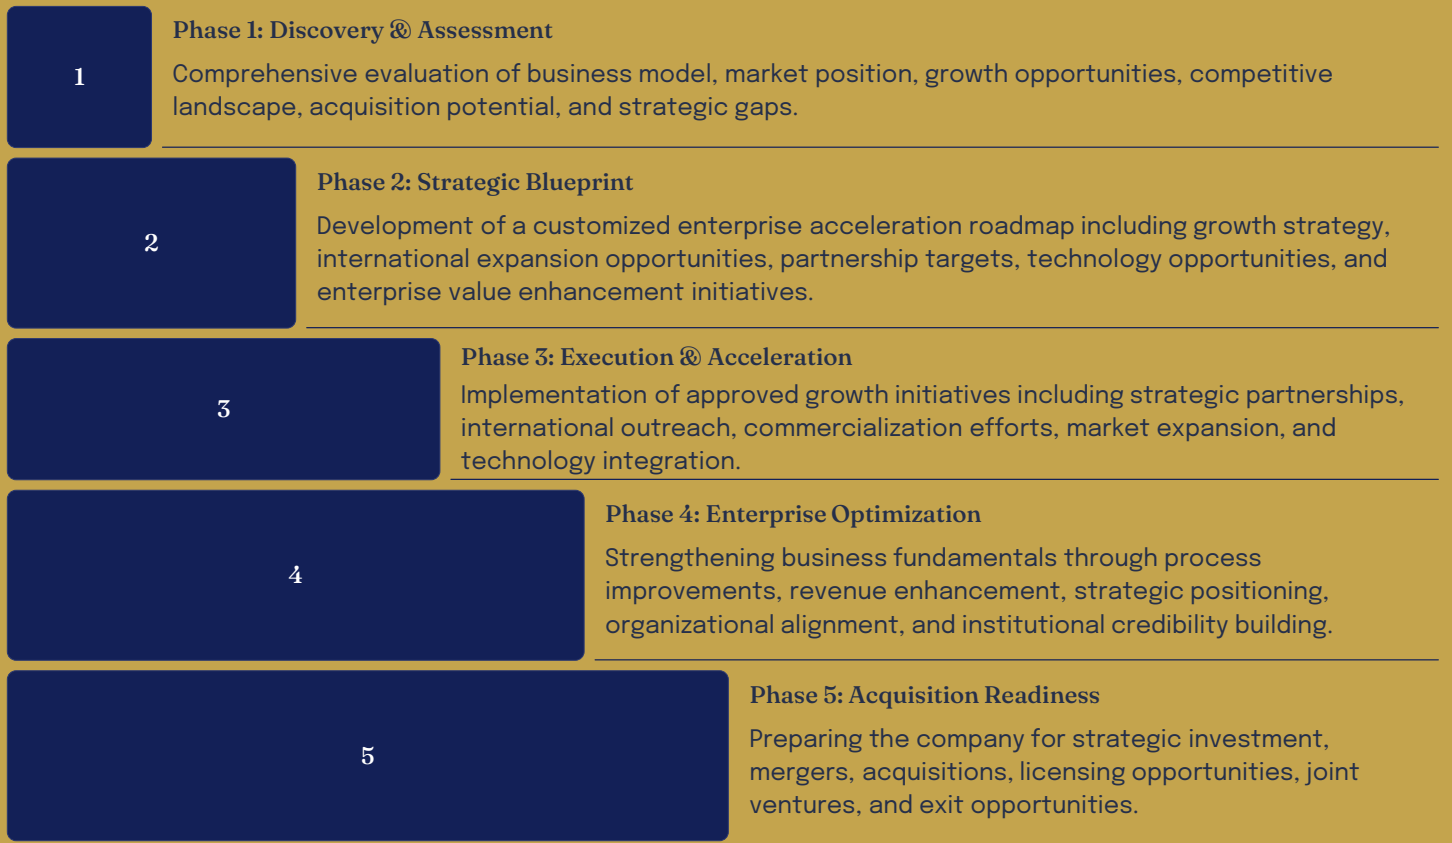 1
Phase 1: Discovery & Assessment
Comprehensive evaluation of business model, market position, growth opportunities, competitive
landscape, acquisition potential, and strategic gaps.
2
Phase 2: Strategic Blueprint
Development of a customized enterprise acceleration roadmap including growth strategy,
international expansion opportunities, partnership targets, technology opportunities, and
enterprise value enhancement initiatives.
3
Phase 3: Execution & Acceleration
Implementation of approved growth initiatives including strategic partnerships,
international outreach, commercialization efforts, market expansion, and
technology integration.
4
Phase 4: Enterprise Optimization
Strengthening business fundamentals through process
improvements, revenue enhancement, strategic positioning,
organizational alignment, and institutional credibility building.
5
Phase 5: Acquisition Readiness
Preparing the company for strategic investment,
mergers, acquisitions, licensing opportunities, joint
ventures, and exit opportunities.